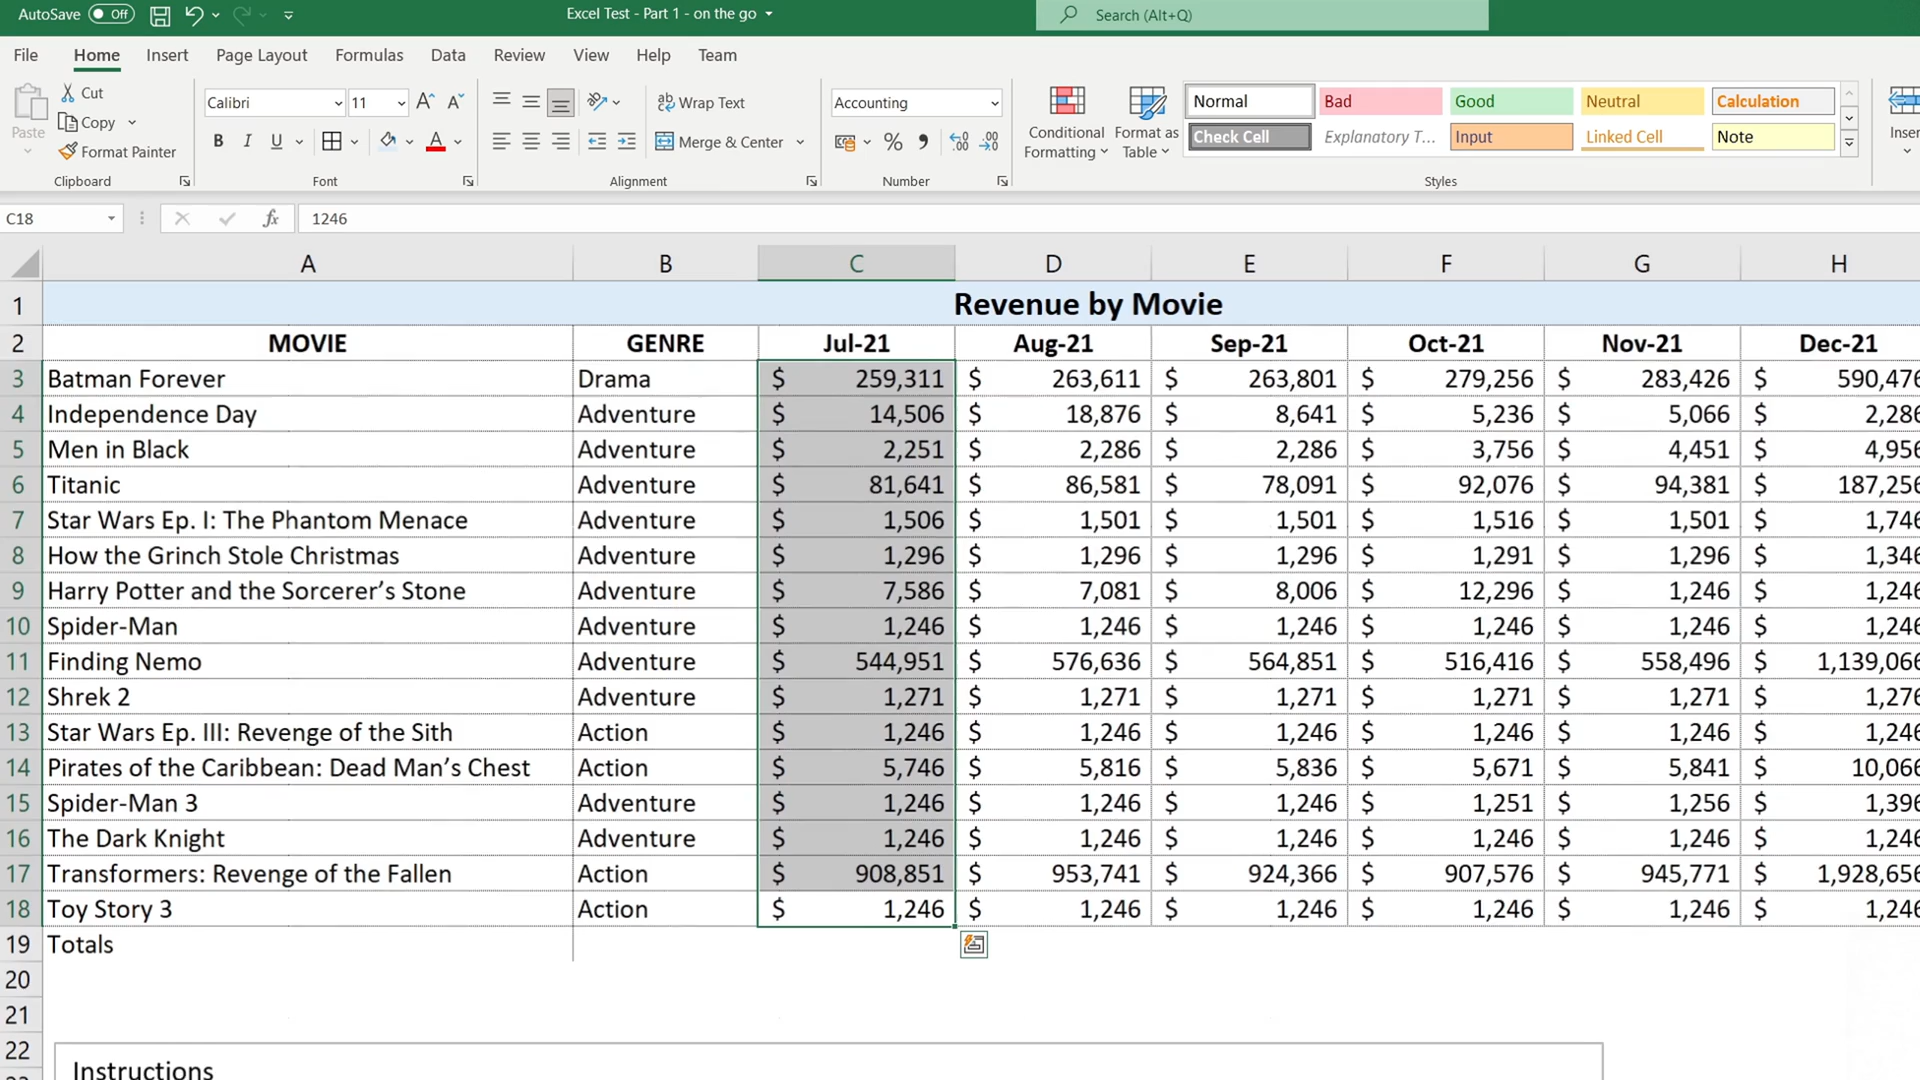 AutoSave Off Excel Test - Part 1 - on the go Search (Alt+Q)
File Home Insert Page Layout Formulas Data Review View Help Team
Paste Cut Copy Format Painter Clipboard
Calibri 11 B I U Font
Wrap Text Merge & Center Alignment
Accounting % Number
Conditional Formatting Format as Table
Normal Bad Good Neutral Calculation
Check Cell Explanatory T... Input Linked Cell Note
Styles
Inser
C18 fx 1246
A B C D E F G H
1 Revenue by Movie
2 MOVIE GENRE Jul-21 Aug-21 Sep-21 Oct-21 Nov-21 Dec-21
3 Batman Forever Drama $ 259,311 $ 263,611 $ 263,801 $ 279,256 $ 283,426 $ 590,476
4 Independence Day Adventure $ 14,506 $ 18,876 $ 8,641 $ 5,236 $ 5,066 $ 2,286
5 Men in Black Adventure $ 2,251 $ 2,286 $ 2,286 $ 3,756 $ 4,451 $ 4,956
6 Titanic Adventure $ 81,641 $ 86,581 $ 78,091 $ 92,076 $ 94,381 $ 187,256
7 Star Wars Ep. I: The Phantom Menace Adventure $ 1,506 $ 1,501 $ 1,501 $ 1,516 $ 1,501 $ 1,746
8 How the Grinch Stole Christmas Adventure $ 1,296 $ 1,296 $ 1,296 $ 1,291 $ 1,296 $ 1,346
9 Harry Potter and the Sorcerer’s Stone Adventure $ 7,586 $ 7,081 $ 8,006 $ 12,296 $ 1,246 $ 1,246
10 Spider-Man Adventure $ 1,246 $ 1,246 $ 1,246 $ 1,246 $ 1,246 $ 1,246
11 Finding Nemo Adventure $ 544,951 $ 576,636 $ 564,851 $ 516,416 $ 558,496 $ 1,139,066
12 Shrek 2 Adventure $ 1,271 $ 1,271 $ 1,271 $ 1,271 $ 1,271 $ 1,276
13 Star Wars Ep. III: Revenge of the Sith Action $ 1,246 $ 1,246 $ 1,246 $ 1,246 $ 1,246 $ 1,246
14 Pirates of the Caribbean: Dead Man’s Chest Action $ 5,746 $ 5,816 $ 5,836 $ 5,671 $ 5,841 $ 10,066
15 Spider-Man 3 Adventure $ 1,246 $ 1,246 $ 1,246 $ 1,251 $ 1,256 $ 1,396
16 The Dark Knight Adventure $ 1,246 $ 1,246 $ 1,246 $ 1,246 $ 1,246 $ 1,246
17 Transformers: Revenge of the Fallen Action $ 908,851 $ 953,741 $ 924,366 $ 907,576 $ 945,771 $ 1,928,656
18 Toy Story 3 Action $ 1,246 $ 1,246 $ 1,246 $ 1,246 $ 1,246 $ 1,246
19 Totals
20
21
22
Instructions